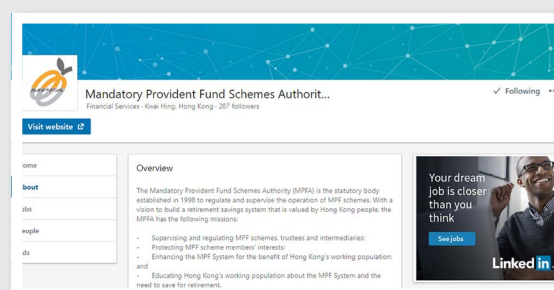 mpfa
Mandatory Provident Fund Schemes Authorit...
Following
Financial Services - Kwai Hing, Hong Kong - 287 followers
Visit website
ome
bout
obs
eople
ds
Overview
The Mandatory Provident Fund Schemes Authority (MPFA) is the statutory body
established in 1998 to regulate and supervise the operation of MPF schemes. With a
vision to build a retirement savings system that is valued by Hong Kong people, the
MPFA has the following missions:
- Supervising and regulating MPF schemes, trustees and intermediaries;
- Protecting MPF scheme members' interests;
- Enhancing the MPF System for the benefit of Hong Kong's working population;
and
- Educating Hong Kong's working population about the MPF System and the
need to save for retirement.
Your dream
job is closer
than you
think
See jobs
Linked in